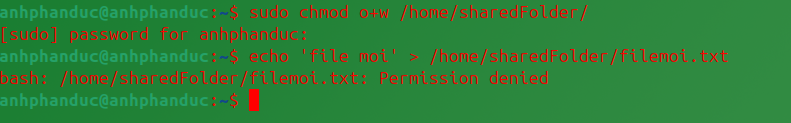 anhphanduc@anhphanduc:~$ sudo chmod o+w /home/sharedFolder/
[sudo] password for anhphanduc:
anhphanduc@anhphanduc:~$ echo 'file moi' > /home/sharedFolder/filemoi.txt
bash: /home/sharedFolder/filemoi.txt: Permission denied
anhphanduc@anhphanduc:~$